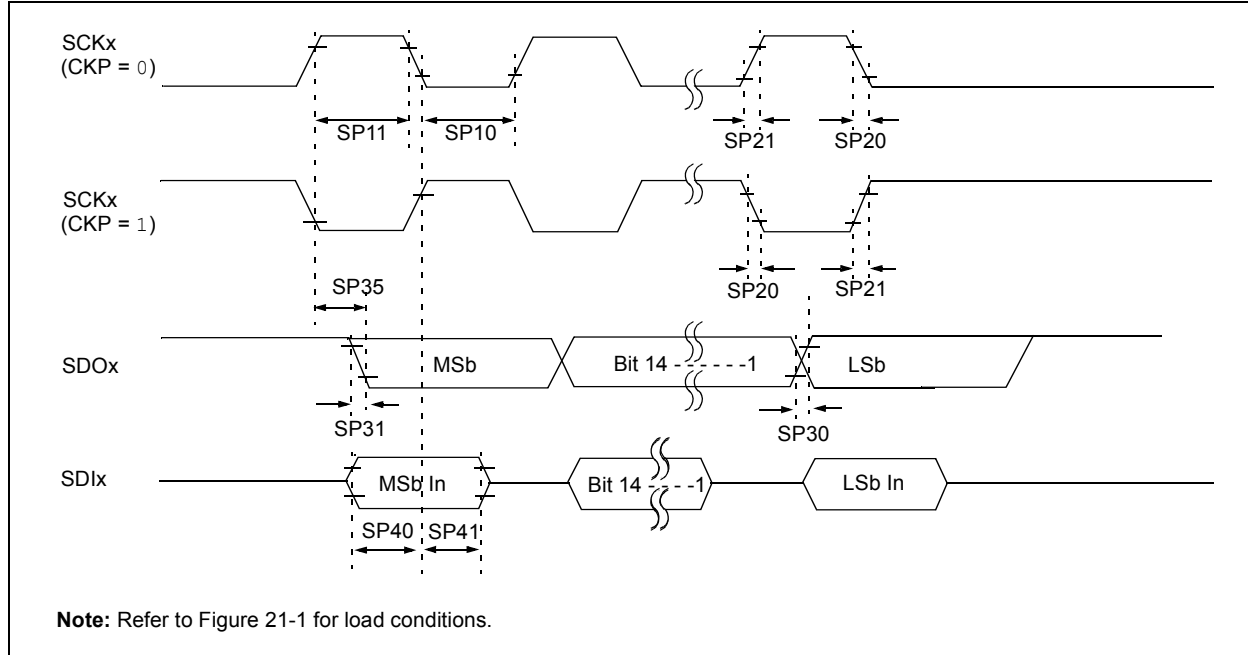 SCKx
(CKP = 0)
SP11
SP10
SP21
SP20
SCKx
(CKP = 1)
SP35
SP20
SP21
SDOx
MSb
Bit 14 - - - - - -1
LSb
SP31
SP30
SDIx
MSb In
Bit 14 - - - -1
LSb In
SP40
SP41
Note: Refer to Figure 21-1 for load conditions.